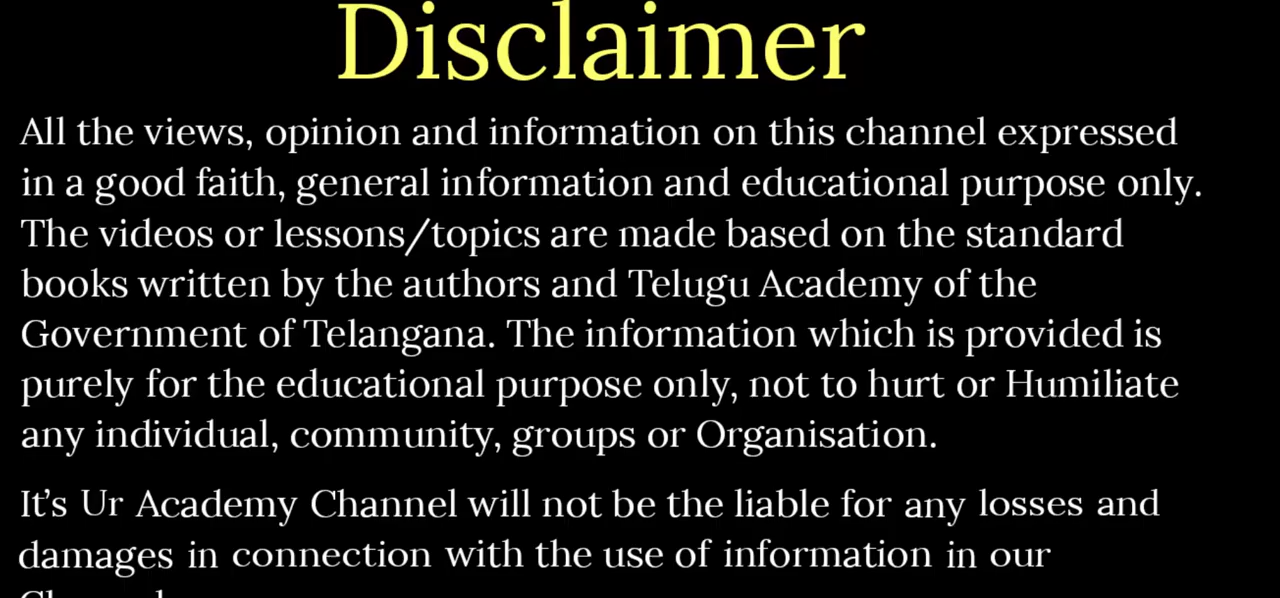 Disclaimer
All the views, opinion and information on this channel expressed
in a good faith, general information and educational purpose only.
The videos or lessons/topics are made based on the standard
books written by the authors and Telugu Academy of the
Government of Telangana. The information which is provided is
purely for the educational purpose only, not to hurt or Humiliate
any individual, community, groups or Organisation.
It's Ur Academy Channel will not be the liable for any losses and
damages in connection with the use of information in our